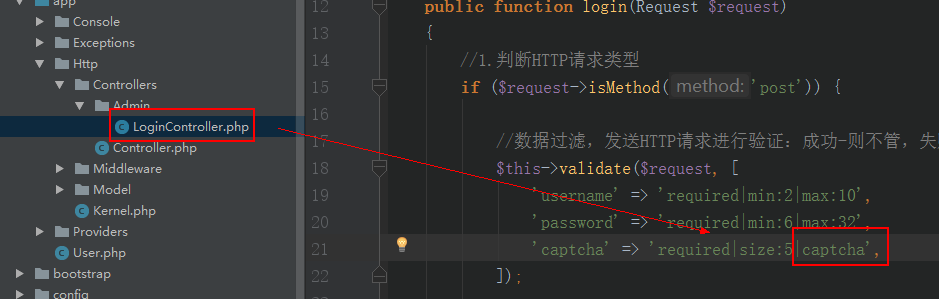 app
Console
Exceptions
Http
Controllers
Admin
LoginController.php
Controller.php
Middleware
Model
Kernel.php
Providers
User.php
bootstrap
config
12 public function login(Request $request)
13 {
14 //1.判断HTTP请求类型
15 if ($request->isMethod( method: 'post')) {
16
17 //数据过滤，发送HTTP请求进行验证：成功-则不管，失
18 $this->validate($request, [
19 'username' => 'required|min:2|max:10',
20 'password' => 'required|min:6|max:32',
21 'captcha' => 'required|size:5|captcha',
22 ]);